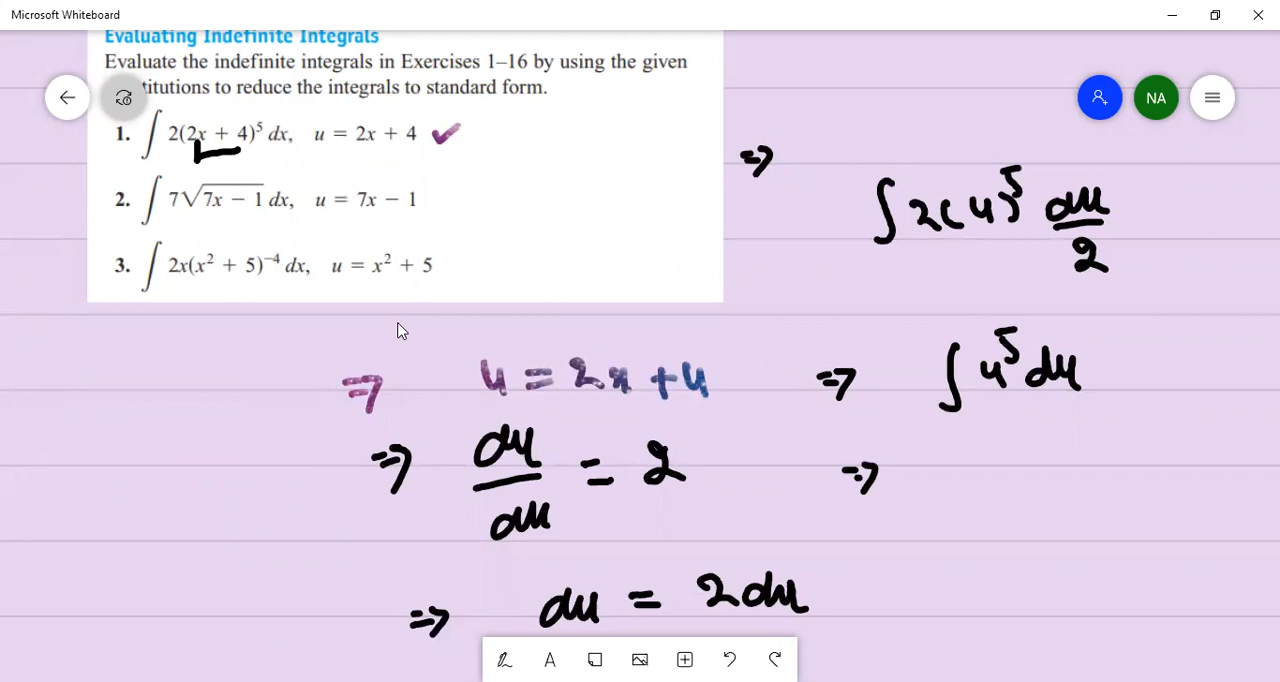 Microsoft Whiteboard
Evaluating Indefinite Integrals
Evaluate the indefinite integrals in Exercises 1–16 by using the given
titutions to reduce the integrals to standard form.
1. ∫ 2(2x + 4)⁵ dx, u = 2x + 4 ✓
2. ∫ 7√(7x − 1) dx, u = 7x − 1
3. ∫ 2x(x² + 5)⁻⁴ dx, u = x² + 5
NA
⇒ ∫ 2(u)⁵ du/2
⇒ ∫ u⁵ du
⇒
⇒ u = 2x + 4
⇒ du/dx = 2
⇒ du = 2dx